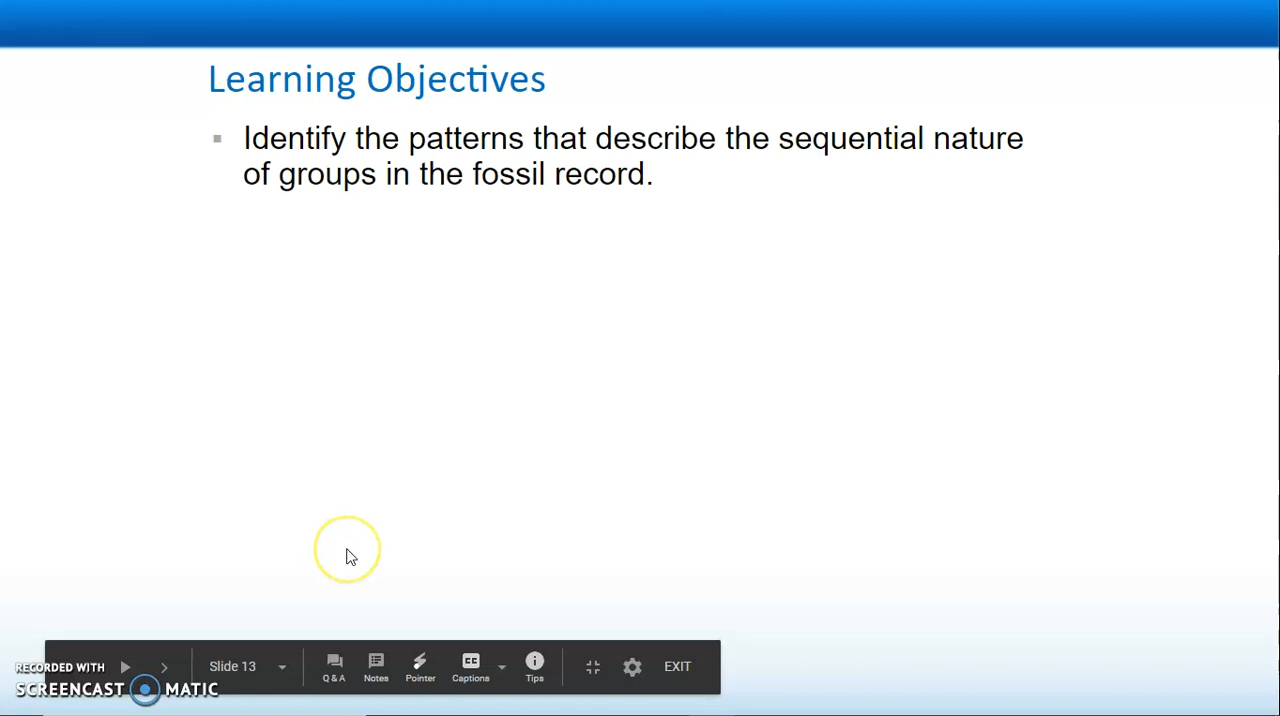 Learning Objectives
Identify the patterns that describe the sequential nature
of groups in the fossil record.
RECORDED WITH
SCREENCAST MATIC
Slide 13
Q & A
Notes
Pointer
CC
Captions
Tips
EXIT